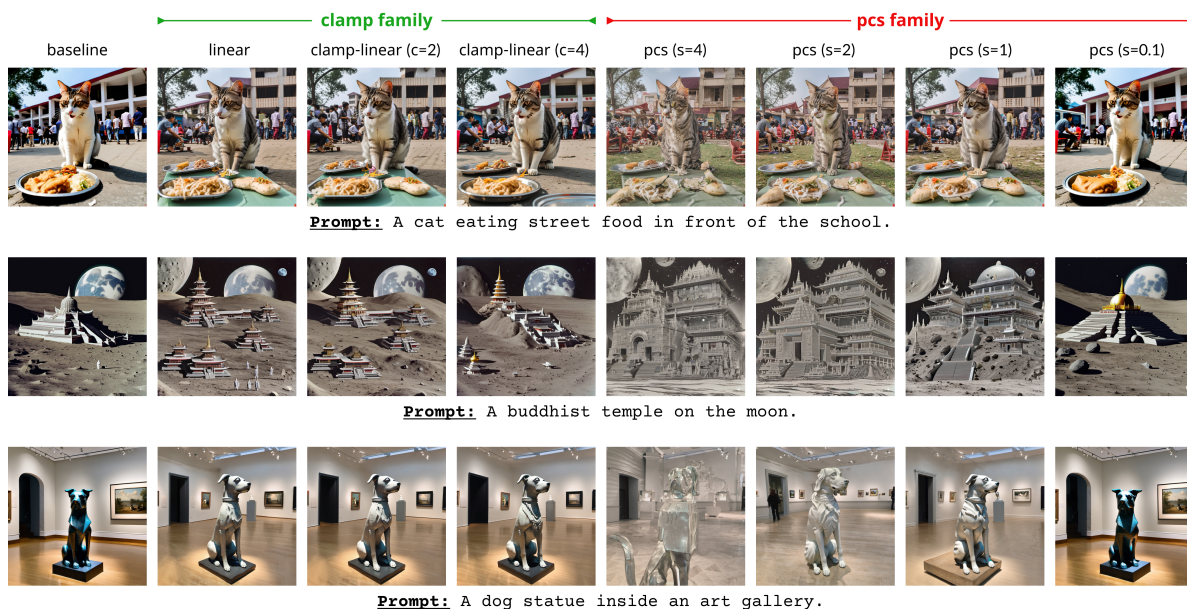 clamp family pcs family
baseline linear clamp-linear (c=2) clamp-linear (c=4) pcs (s=4) pcs (s=2) pcs (s=1) pcs (s=0.1)
Prompt: A cat eating street food in front of the school.
Prompt: A buddhist temple on the moon.
Prompt: A dog statue inside an art gallery.